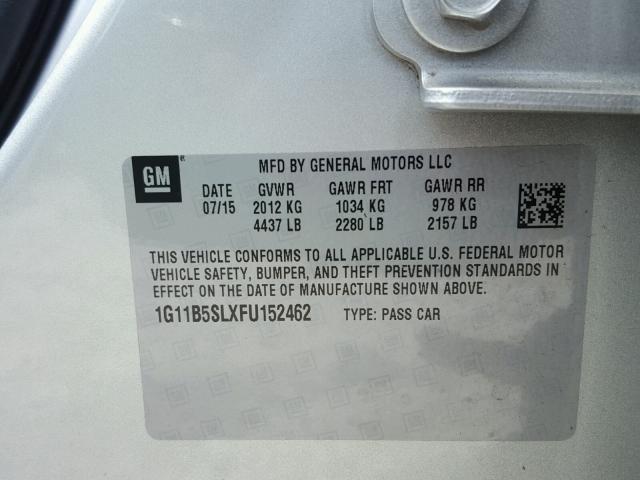 GM ®
MFD BY GENERAL MOTORS LLC
DATE GVWR GAWR FRT GAWR RR
07/15 2012 KG 1034 KG 978 KG
4437 LB 2280 LB 2157 LB
THIS VEHICLE CONFORMS TO ALL APPLICABLE U.S. FEDERAL MOTOR
VEHICLE SAFETY, BUMPER, AND THEFT PREVENTION STANDARDS IN
EFFECT ON THE DATE OF MANUFACTURE SHOWN ABOVE.
1G11B5SLXFU152462 TYPE: PASS CAR